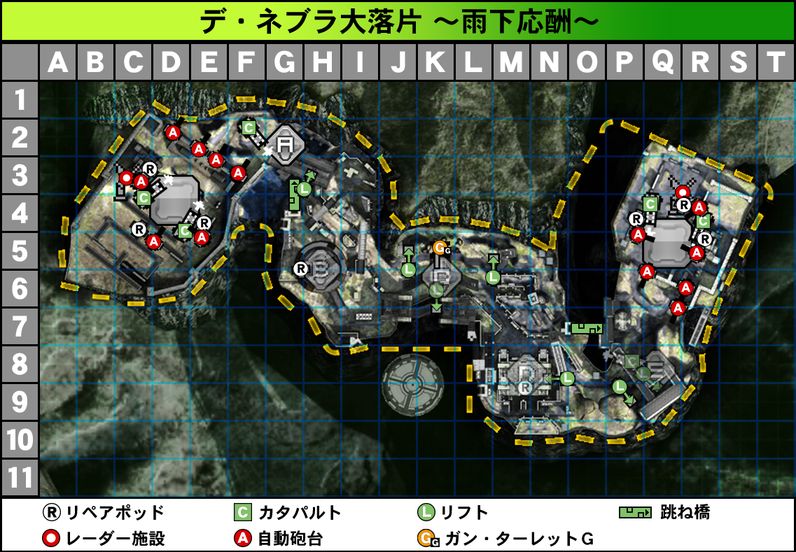 デ・ネブラ大落片 ～雨下応酬～
A B C D E F G H I J K L M N O P Q R S T
1
2
3
4
5
6
7
8
9
10
11
A
B
D
E
R リペアポッド
C カタパルト
L リフト
跳ね橋
レーダー施設
A 自動砲台
GG ガン・ターレットG